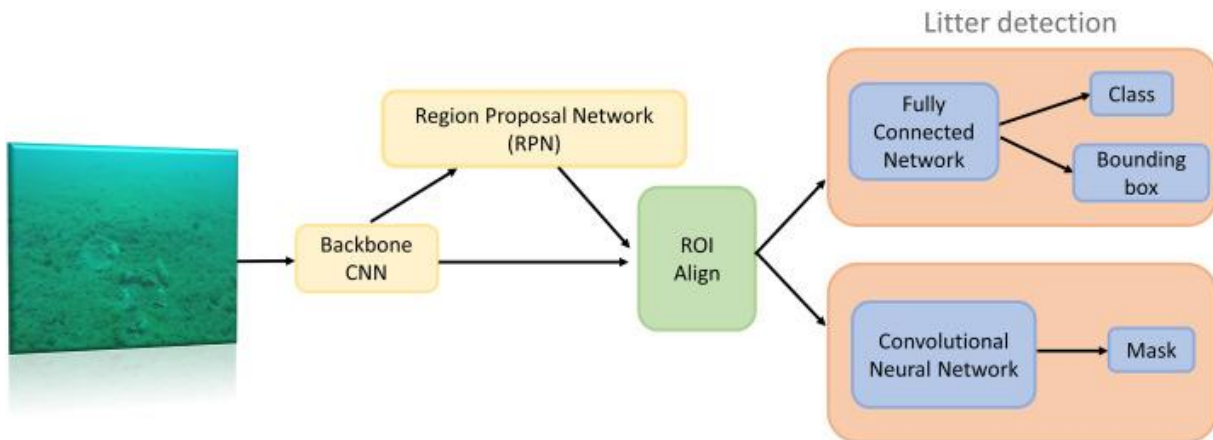 Litter detection
Region Proposal Network
(RPN)
Backbone
CNN
ROI
Align
Fully
Connected
Network
Class
Bounding
box
Convolutional
Neural Network
Mask